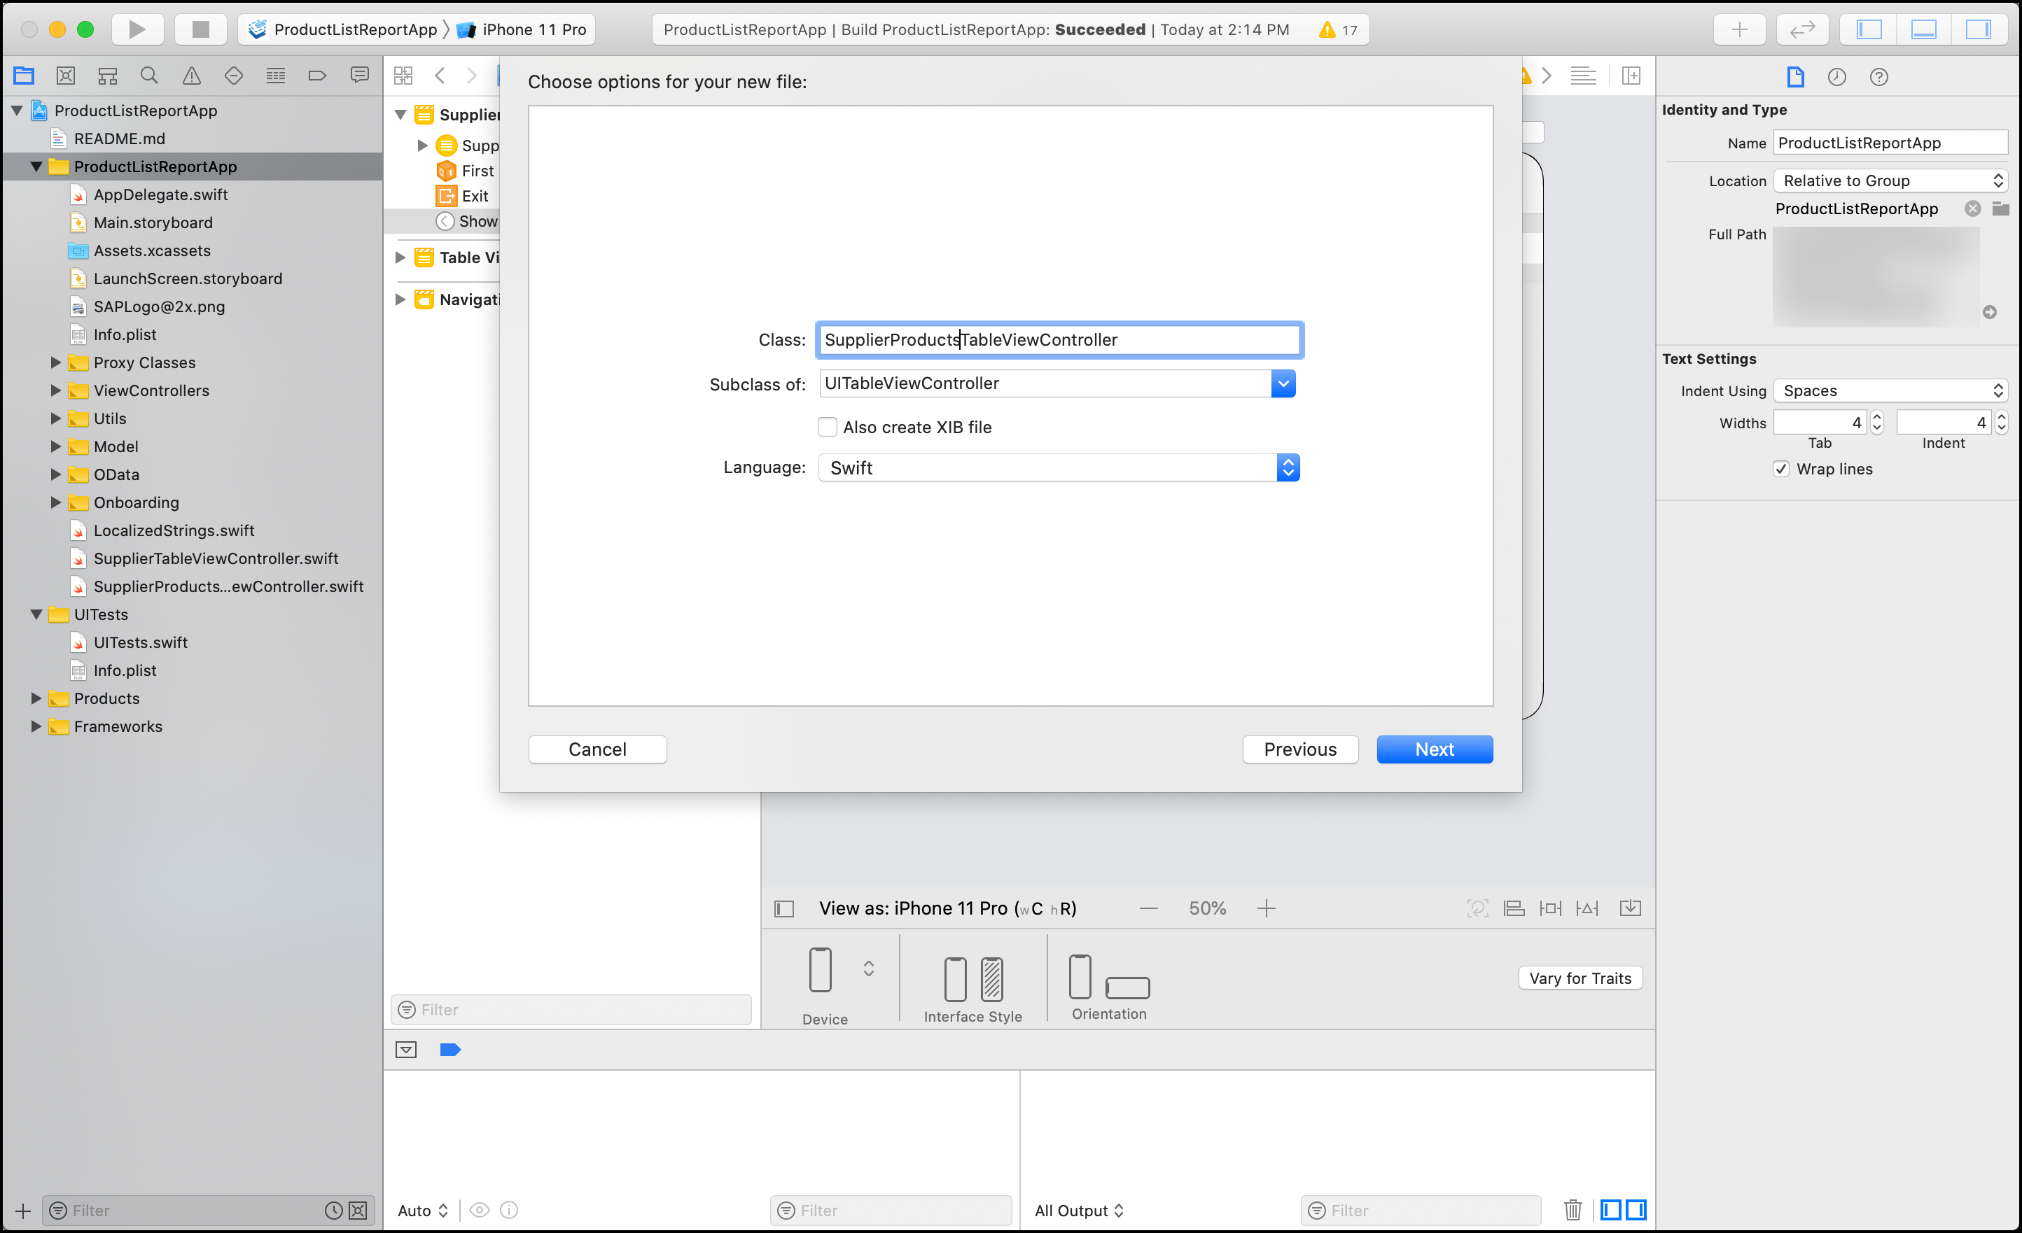 ProductListReportApp
iPhone 11 Pro
ProductListReportApp | Build ProductListReportApp: Succeeded | Today at 2:14 PM
17
ProductListReportApp
README.md
ProductListReportApp
AppDelegate.swift
Main.storyboard
Assets.xcassets
LaunchScreen.storyboard
SAPLogo@2x.png
Info.plist
Proxy Classes
ViewControllers
Utils
Model
OData
Onboarding
LocalizedStrings.swift
SupplierTableViewController.swift
SupplierProducts...ewController.swift
UITests
UITests.swift
Info.plist
Products
Frameworks
Filter
Supplier
Supp
First
Exit
Show
Table Vi
Navigati
Filter
Choose options for your new file:
Class: SupplierProductsTableViewController
Subclass of: UITableViewController
Also create XIB file
Language: Swift
Cancel
Previous
Next
View as: iPhone 11 Pro (wC hR)
50%
Device
Interface Style
Orientation
Vary for Traits
Auto
Filter
All Output
Filter
Identity and Type
Name ProductListReportApp
Location Relative to Group
ProductListReportApp
Full Path
Text Settings
Indent Using Spaces
Widths 4 4
Tab Indent
Wrap lines